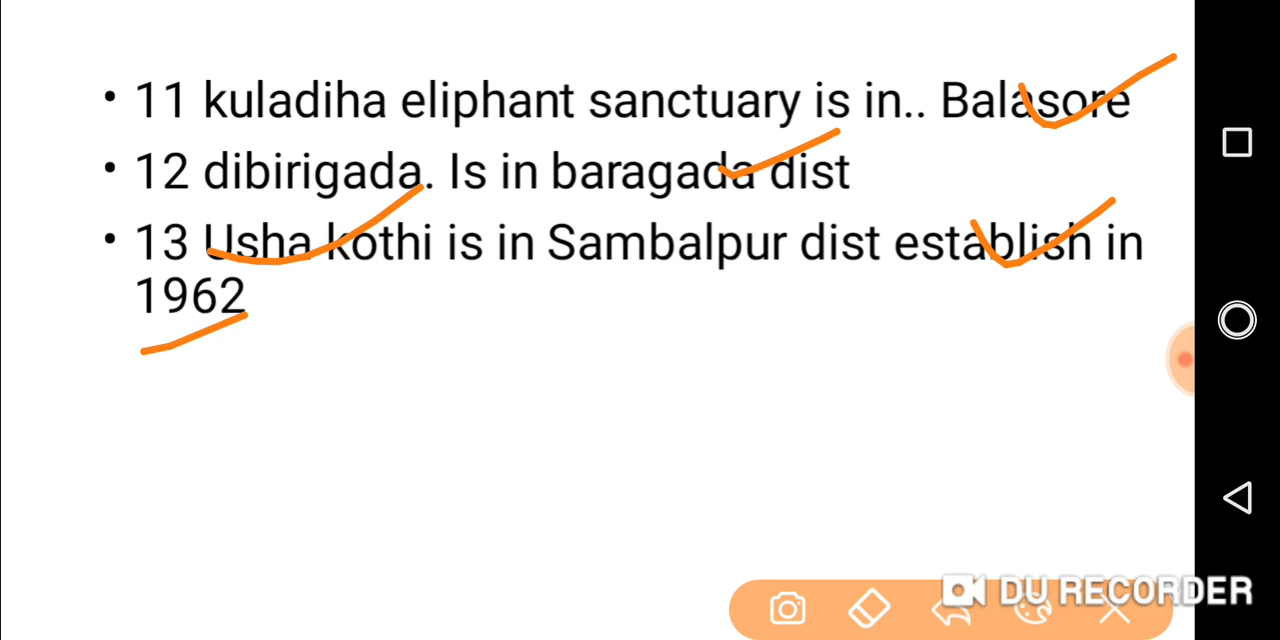 • 11 kuladiha eliphant sanctuary is in.. Balasore
• 12 dibirigada. Is in baragada dist
• 13 Usha kothi is in Sambalpur dist establish in
1962
DU RECORDER